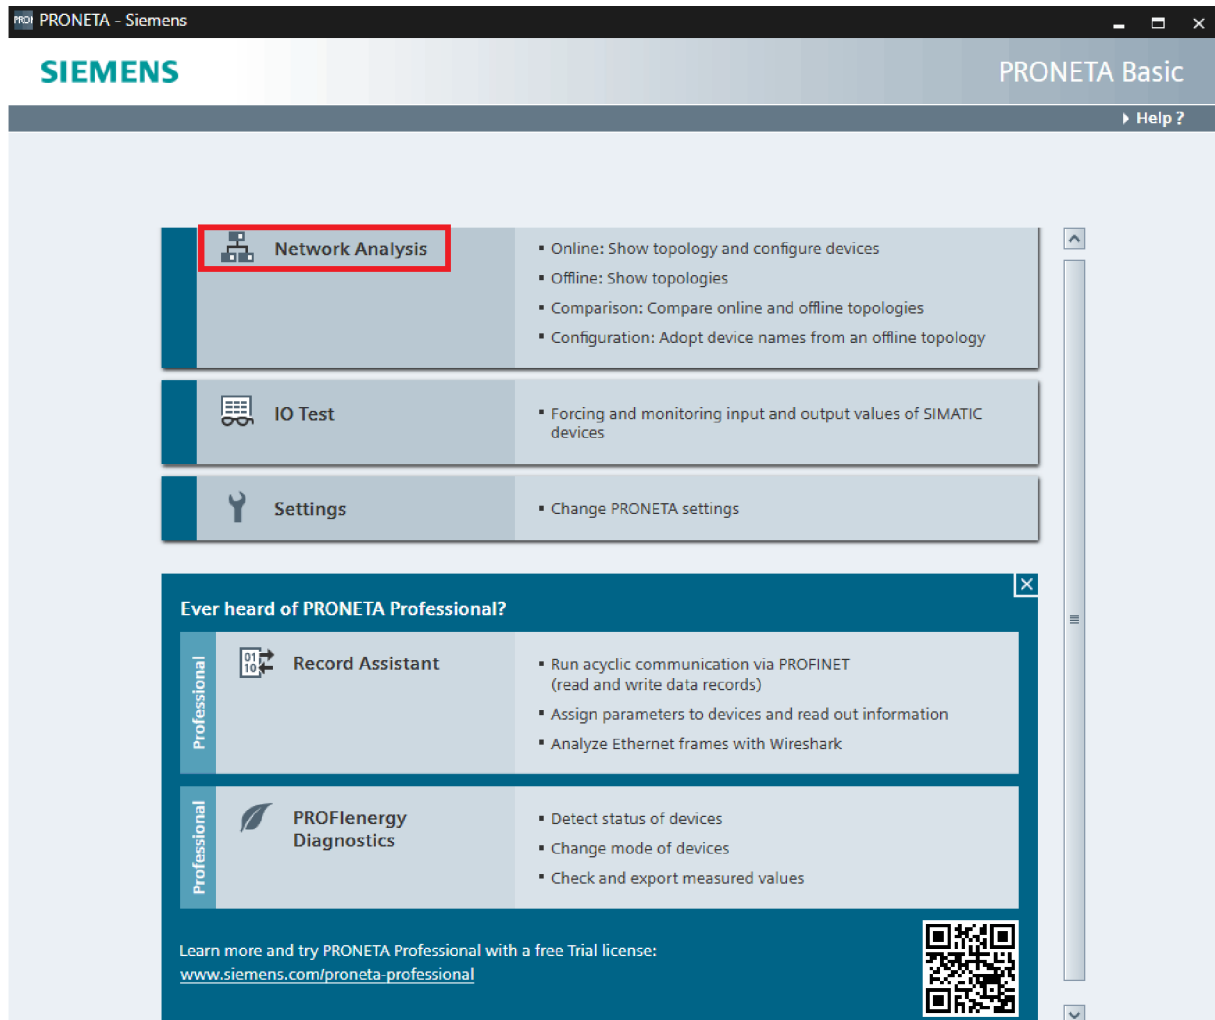 PRONETA - Siemens
SIEMENS
PRONETA Basic
Help ?
Network Analysis
▪ Online: Show topology and configure devices
▪ Offline: Show topologies
▪ Comparison: Compare online and offline topologies
▪ Configuration: Adopt device names from an offline topology
IO Test
▪ Forcing and monitoring input and output values of SIMATIC
devices
Settings
▪ Change PRONETA settings
Ever heard of PRONETA Professional?
Professional
01
10
Record Assistant
▪ Run acyclic communication via PROFINET
(read and write data records)
▪ Assign parameters to devices and read out information
▪ Analyze Ethernet frames with Wireshark
Professional
PROFIenergy
Diagnostics
▪ Detect status of devices
▪ Change mode of devices
▪ Check and export measured values
Learn more and try PRONETA Professional with a free Trial license:
www.siemens.com/proneta-professional